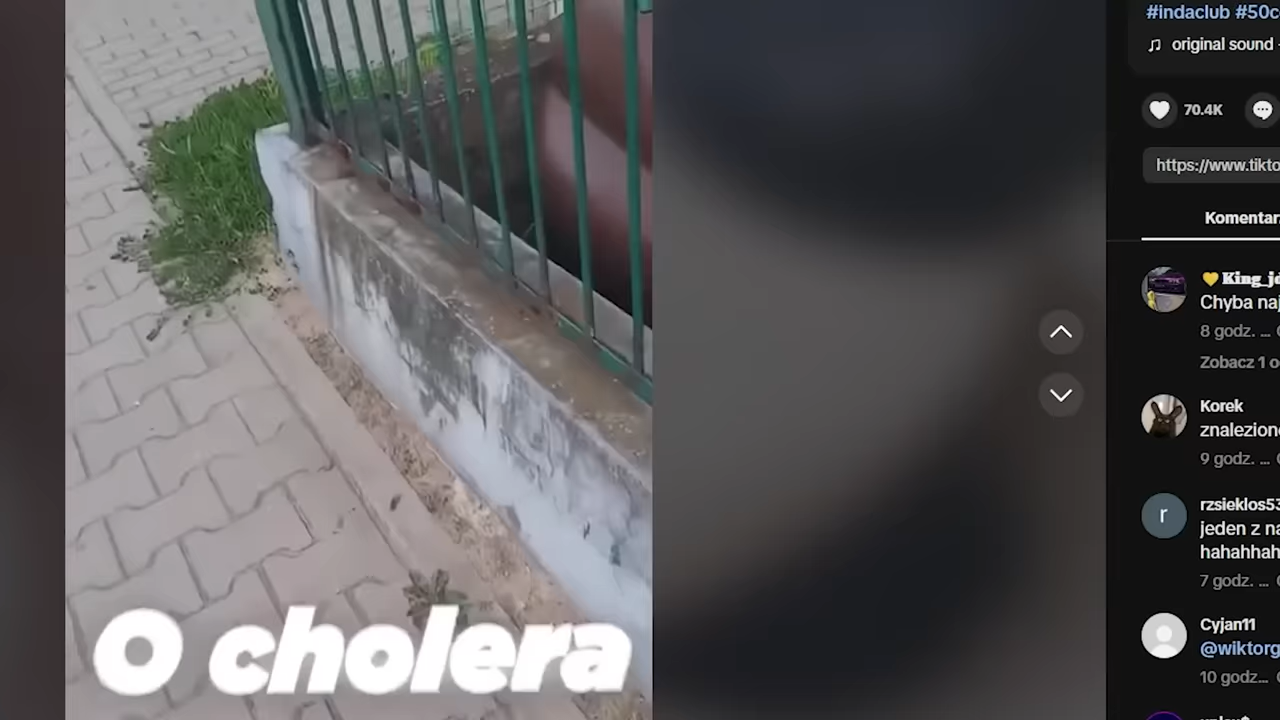 O cholera
#indaclub #50c
original sound
70.4K
https://www.tikto
Komentar
King_j
Chyba naj
8 godz. ...
Zobacz 1 o
Korek
znalezion
9 godz. ...
rzsieklos53
r
jeden z na
hahahhah
7 godz. ...
Cyjan11
@wiktorg
10 godz...